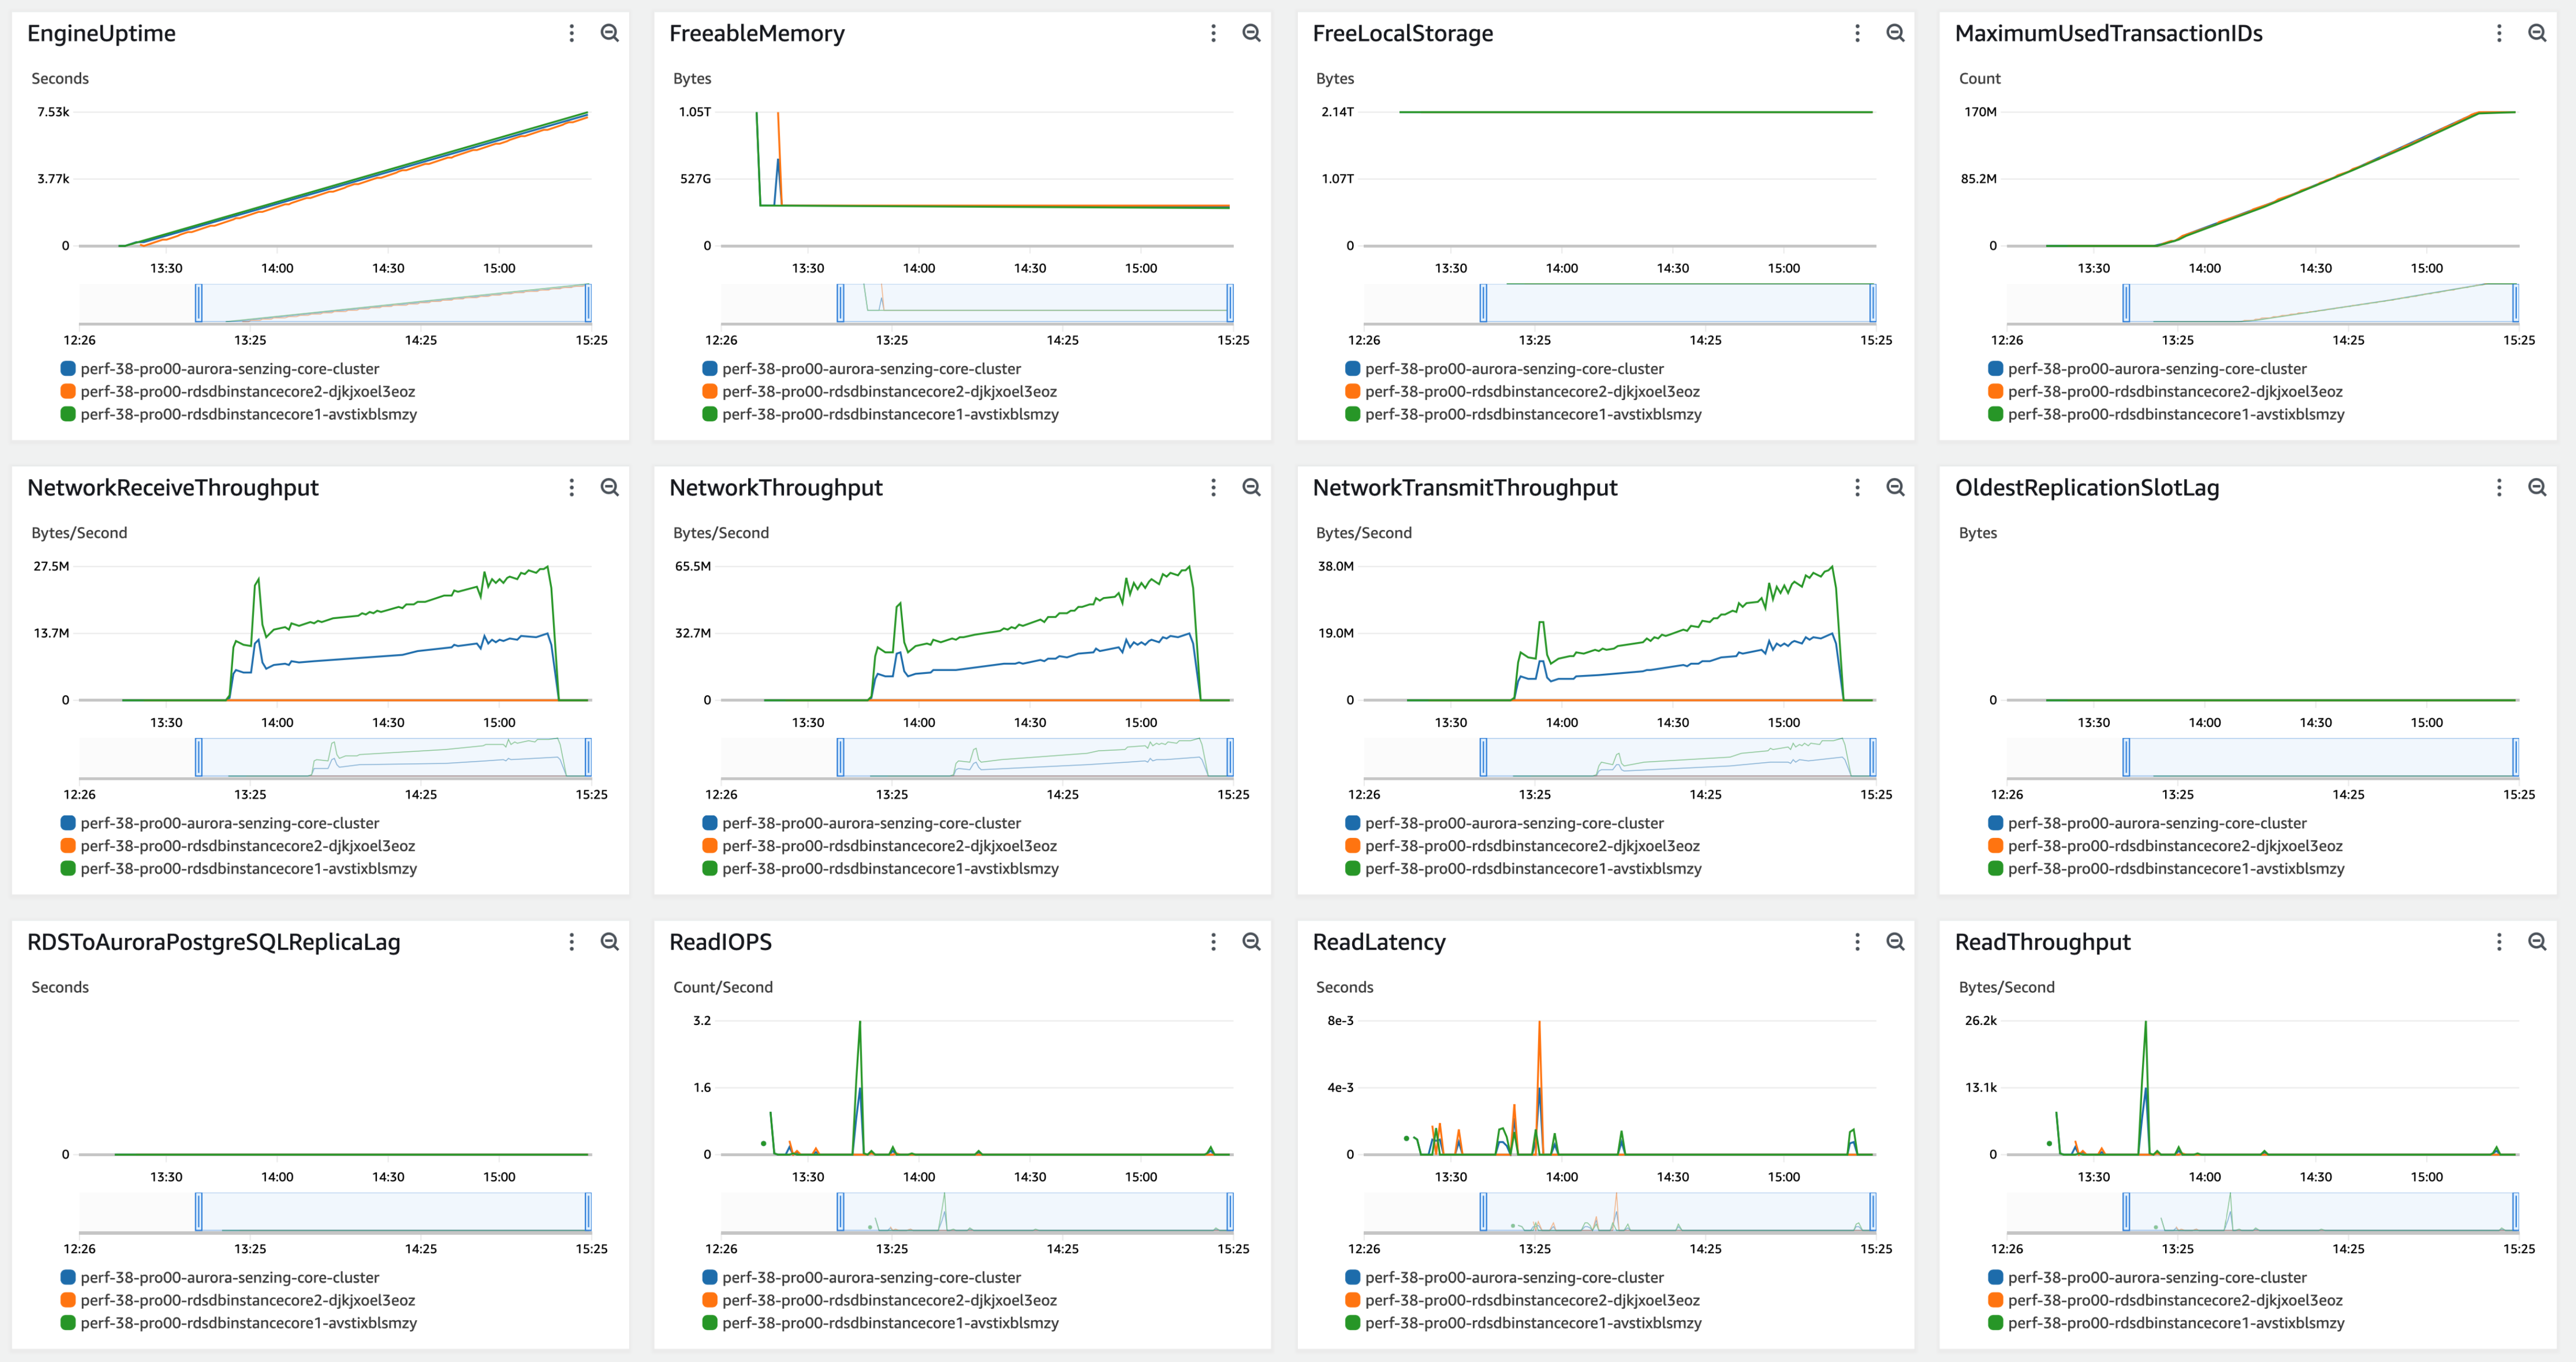 EngineUptime
Seconds
7.53k
3.77k
0
13:30 14:00 14:30 15:00
12:26 13:25 14:25 15:25
perf-38-pro00-aurora-senzing-core-cluster
perf-38-pro00-rdsdbinstancecore2-djkjxoel3eoz
perf-38-pro00-rdsdbinstancecore1-avstixblsmzy
FreeableMemory
Bytes
1.05T
527G
0
13:30 14:00 14:30 15:00
12:26 13:25 14:25 15:25
perf-38-pro00-aurora-senzing-core-cluster
perf-38-pro00-rdsdbinstancecore2-djkjxoel3eoz
perf-38-pro00-rdsdbinstancecore1-avstixblsmzy
FreeLocalStorage
Bytes
2.14T
1.07T
0
13:30 14:00 14:30 15:00
12:26 13:25 14:25 15:25
perf-38-pro00-aurora-senzing-core-cluster
perf-38-pro00-rdsdbinstancecore2-djkjxoel3eoz
perf-38-pro00-rdsdbinstancecore1-avstixblsmzy
MaximumUsedTransactionIDs
Count
170M
85.2M
0
13:30 14:00 14:30 15:00
12:26 13:25 14:25 15:25
perf-38-pro00-aurora-senzing-core-cluster
perf-38-pro00-rdsdbinstancecore2-djkjxoel3eoz
perf-38-pro00-rdsdbinstancecore1-avstixblsmzy
NetworkReceiveThroughput
Bytes/Second
27.5M
13.7M
0
13:30 14:00 14:30 15:00
12:26 13:25 14:25 15:25
perf-38-pro00-aurora-senzing-core-cluster
perf-38-pro00-rdsdbinstancecore2-djkjxoel3eoz
perf-38-pro00-rdsdbinstancecore1-avstixblsmzy
NetworkThroughput
Bytes/Second
65.5M
32.7M
0
13:30 14:00 14:30 15:00
12:26 13:25 14:25 15:25
perf-38-pro00-aurora-senzing-core-cluster
perf-38-pro00-rdsdbinstancecore2-djkjxoel3eoz
perf-38-pro00-rdsdbinstancecore1-avstixblsmzy
NetworkTransmitThroughput
Bytes/Second
38.0M
19.0M
0
13:30 14:00 14:30 15:00
12:26 13:25 14:25 15:25
perf-38-pro00-aurora-senzing-core-cluster
perf-38-pro00-rdsdbinstancecore2-djkjxoel3eoz
perf-38-pro00-rdsdbinstancecore1-avstixblsmzy
OldestReplicationSlotLag
Bytes
0
13:30 14:00 14:30 15:00
12:26 13:25 14:25 15:25
perf-38-pro00-aurora-senzing-core-cluster
perf-38-pro00-rdsdbinstancecore2-djkjxoel3eoz
perf-38-pro00-rdsdbinstancecore1-avstixblsmzy
RDSToAuroraPostgreSQLReplicaLag
Seconds
0
13:30 14:00 14:30 15:00
12:26 13:25 14:25 15:25
perf-38-pro00-aurora-senzing-core-cluster
perf-38-pro00-rdsdbinstancecore2-djkjxoel3eoz
perf-38-pro00-rdsdbinstancecore1-avstixblsmzy
ReadIOPS
Count/Second
3.2
1.6
0
13:30 14:00 14:30 15:00
12:26 13:25 14:25 15:25
perf-38-pro00-aurora-senzing-core-cluster
perf-38-pro00-rdsdbinstancecore2-djkjxoel3eoz
perf-38-pro00-rdsdbinstancecore1-avstixblsmzy
ReadLatency
Seconds
8e-3
4e-3
0
13:30 14:00 14:30 15:00
12:26 13:25 14:25 15:25
perf-38-pro00-aurora-senzing-core-cluster
perf-38-pro00-rdsdbinstancecore2-djkjxoel3eoz
perf-38-pro00-rdsdbinstancecore1-avstixblsmzy
ReadThroughput
Bytes/Second
26.2k
13.1k
0
13:30 14:00 14:30 15:00
12:26 13:25 14:25 15:25
perf-38-pro00-aurora-senzing-core-cluster
perf-38-pro00-rdsdbinstancecore2-djkjxoel3eoz
perf-38-pro00-rdsdbinstancecore1-avstixblsmzy